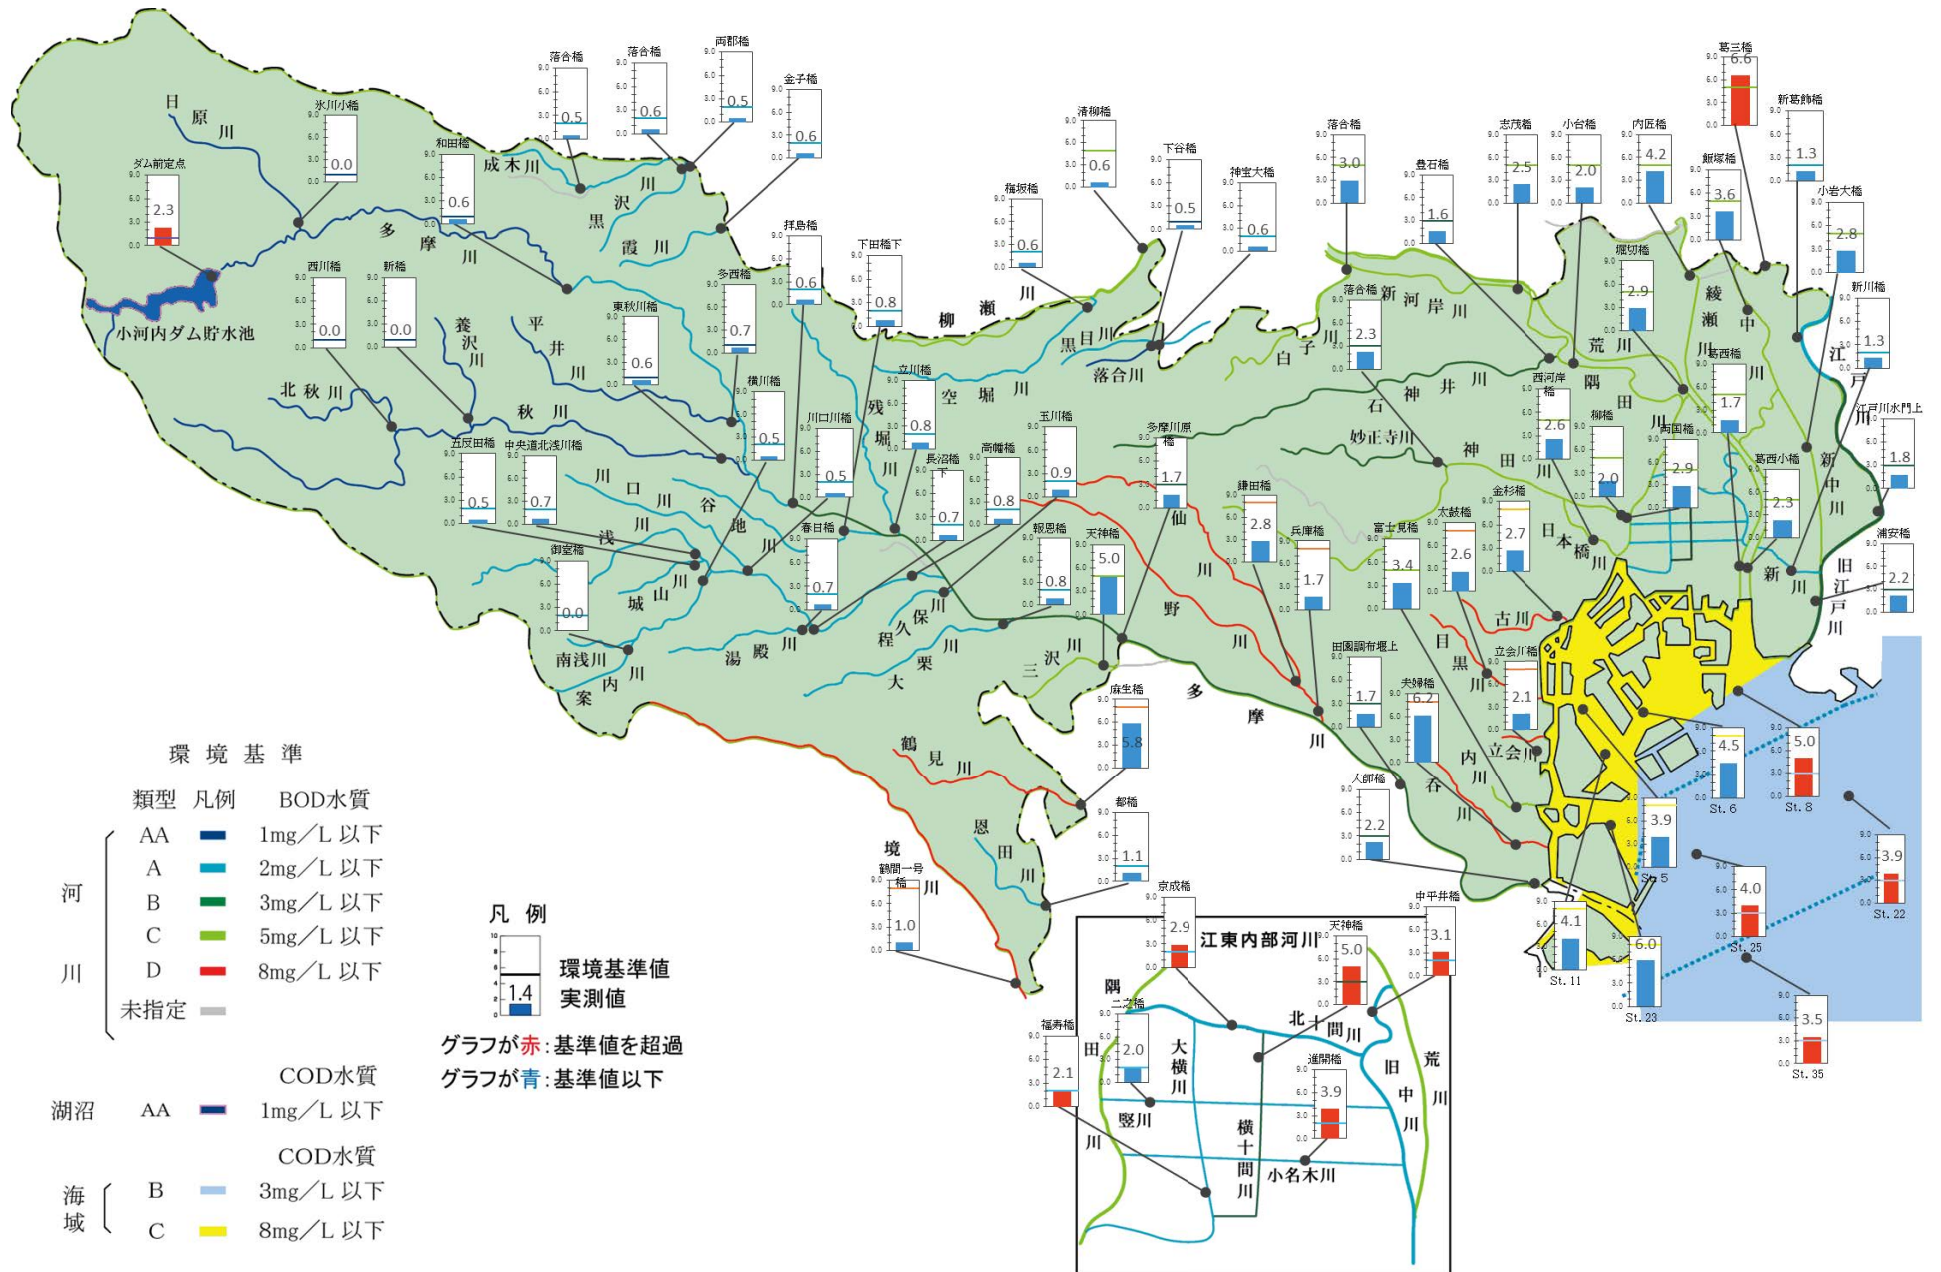 日原川
氷川小橋
0.0
ダム前定点
2.3
小河内ダム貯水池
和田橋
0.6
多摩川
落合橋
0.5
落合橋
0.6
両郡橋
0.5
金子橋
0.6
成木川
黒沢川
霞川
西川橋
0.0
新橋
0.0
養沢川
平井川
北秋川
秋川
東秋川橋
0.6
多西橋
0.7
拝島橋
0.6
下田橋下
0.8
横川橋
0.5
川口川橋
0.5
立川橋
0.8
残堀川
空堀川
柳瀬川
梅坂橋
0.6
清柳橋
0.6
下谷橋
0.5
神宝大橋
0.6
黒目川
落合川
白子川
五反田橋
0.5
中央道北浅川橋
0.7
御室橋
0.0
川口川
谷地川
浅川
城山川
南浅川
案内川
湯殿川
春日橋
0.7
長沼橋下
0.7
高幡橋
0.8
玉川橋
0.9
報恩橋
0.8
天神橋
5.0
多摩川原橋
1.7
程久保川
大栗川
三沢川
落合橋
3.0
豊石橋
1.6
志茂橋
2.5
小台橋
2.0
内匠橋
4.2
飯塚橋
3.6
葛三橋
6.6
新葛飾橋
1.3
小岩大橋
2.8
新川橋
1.3
江戸川水門上
1.8
浦安橋
2.2
堀切橋
2.9
葛西橋
1.7
葛西小橋
2.3
両国橋
2.9
柳橋
2.0
西河岸橋
2.6
落合橋
2.3
新河岸川
石神井川
妙正寺川
神田川
日本橋川
荒川
隅田川
綾瀬川
中川
江戸川
新中川
新川
旧江戸川
仙川
野川
多摩川
鎌田橋
2.8
兵庫橋
1.7
富士見橋
3.4
太鼓橋
2.6
金杉橋
2.7
立会川橋
2.1
田園調布堰上
1.7
夫婦橋
6.2
大師橋
2.2
古川
目黒川
立会川
内川
呑川
麻生橋
5.8
都橋
1.1
鶴間一号橋
1.0
鶴見川
恩田川
境川
4.5
St.6
5.0
St.8
3.9
St.5
3.9
St.22
4.0
St.25
4.1
St.11
6.0
St.23
3.5
St.35
江東内部河川
京成橋
2.9
天神橋
5.0
中平井橋
3.1
二之橋
2.0
福寿橋
2.1
進開橋
3.9
隅田川
北十間川
大横川
竪川
横十間川
小名木川
旧中川
荒川
環境基準
類型 凡例 BOD水質
河川
AA 1mg/L 以下
A 2mg/L 以下
B 3mg/L 以下
C 5mg/L 以下
D 8mg/L 以下
未指定
COD水質
湖沼 AA 1mg/L 以下
COD水質
海域
B 3mg/L 以下
C 8mg/L 以下
凡例
1.4
環境基準値
実測値
グラフが赤:基準値を超過
グラフが青:基準値以下